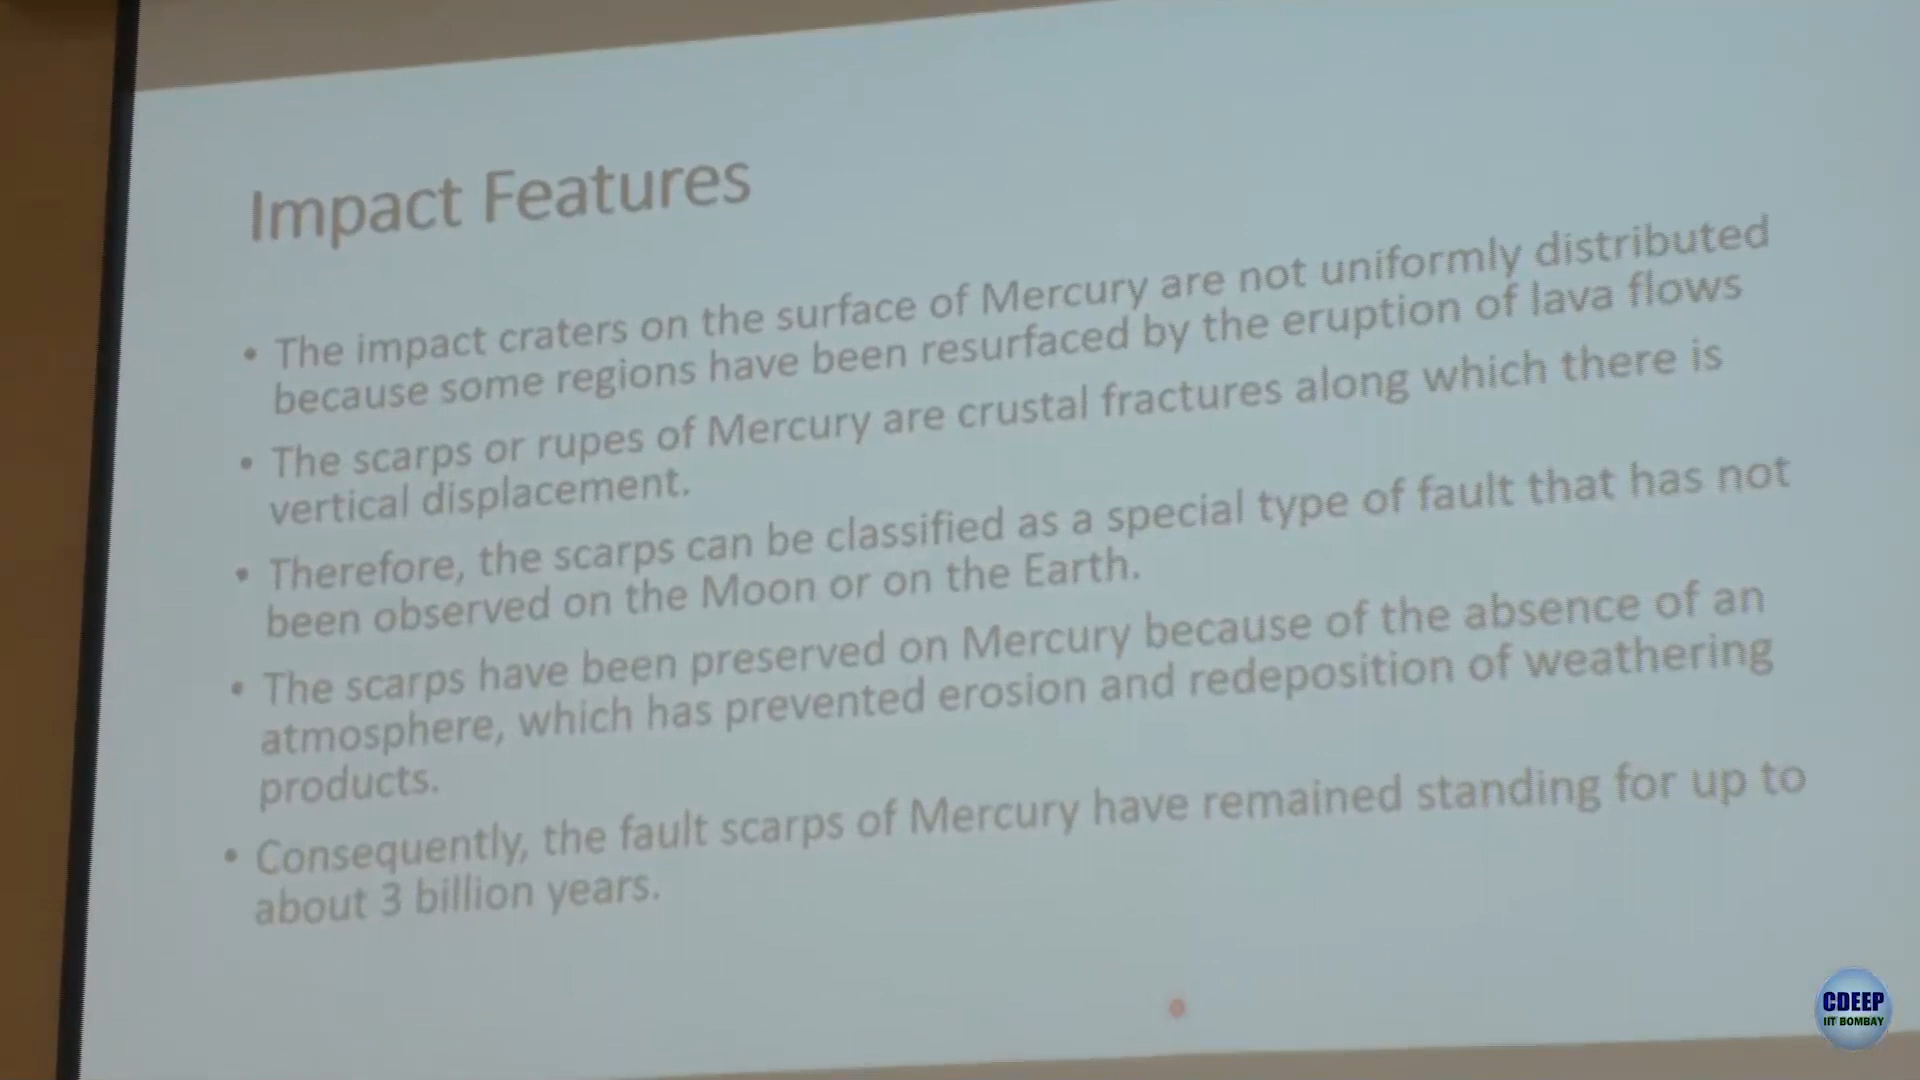 Impact Features
• The impact craters on the surface of Mercury are not uniformly distributed
because some regions have been resurfaced by the eruption of lava flows
• The scarps or rupes of Mercury are crustal fractures along which there is
vertical displacement.
• Therefore, the scarps can be classified as a special type of fault that has not
been observed on the Moon or on the Earth.
• The scarps have been preserved on Mercury because of the absence of an
atmosphere, which has prevented erosion and redeposition of weathering
products.
• Consequently, the fault scarps of Mercury have remained standing for up to
about 3 billion years.
CDEEP
IIT BOMBAY